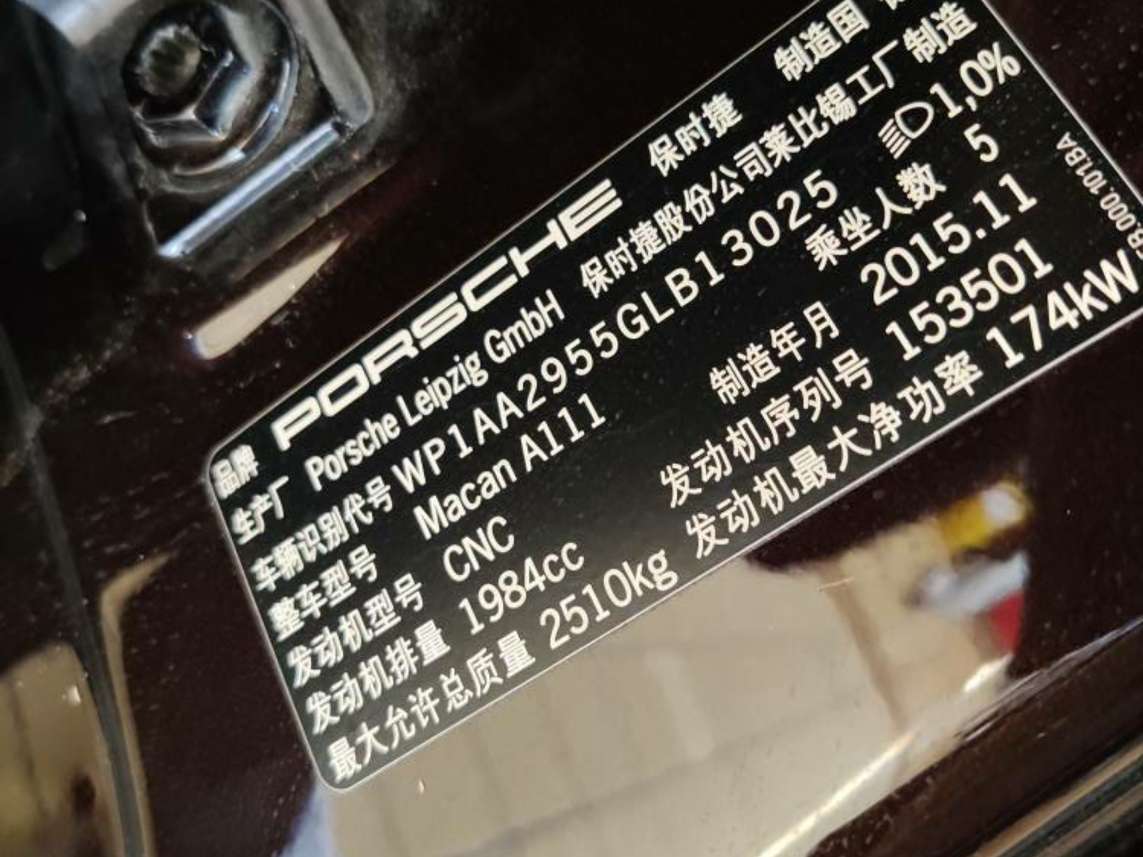 品牌 PORSCHE 保时捷 制造国
生产厂 Porsche Leipzig GmbH 保时捷股份公司莱比锡工厂制造
车辆识别代号 WP1AA2955GLB13025 1,0%
整车型号 Macan A111 乘坐人数 5
发动机型号 CNC 制造年月 2015.11
发动机排量 1984cc 发动机序列号 153501
最大允许总质量 2510kg 发动机最大净功率 174kW
.000.101.BA